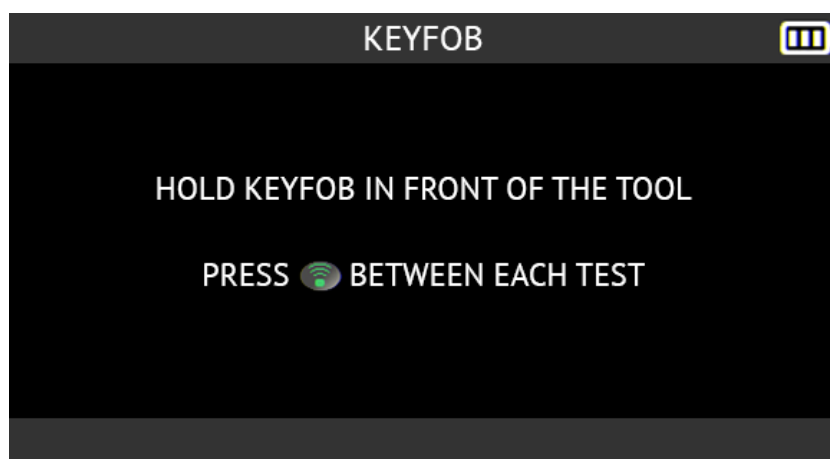 KEYFOB
HOLD KEYFOB IN FRONT OF THE TOOL
PRESS BETWEEN EACH TEST